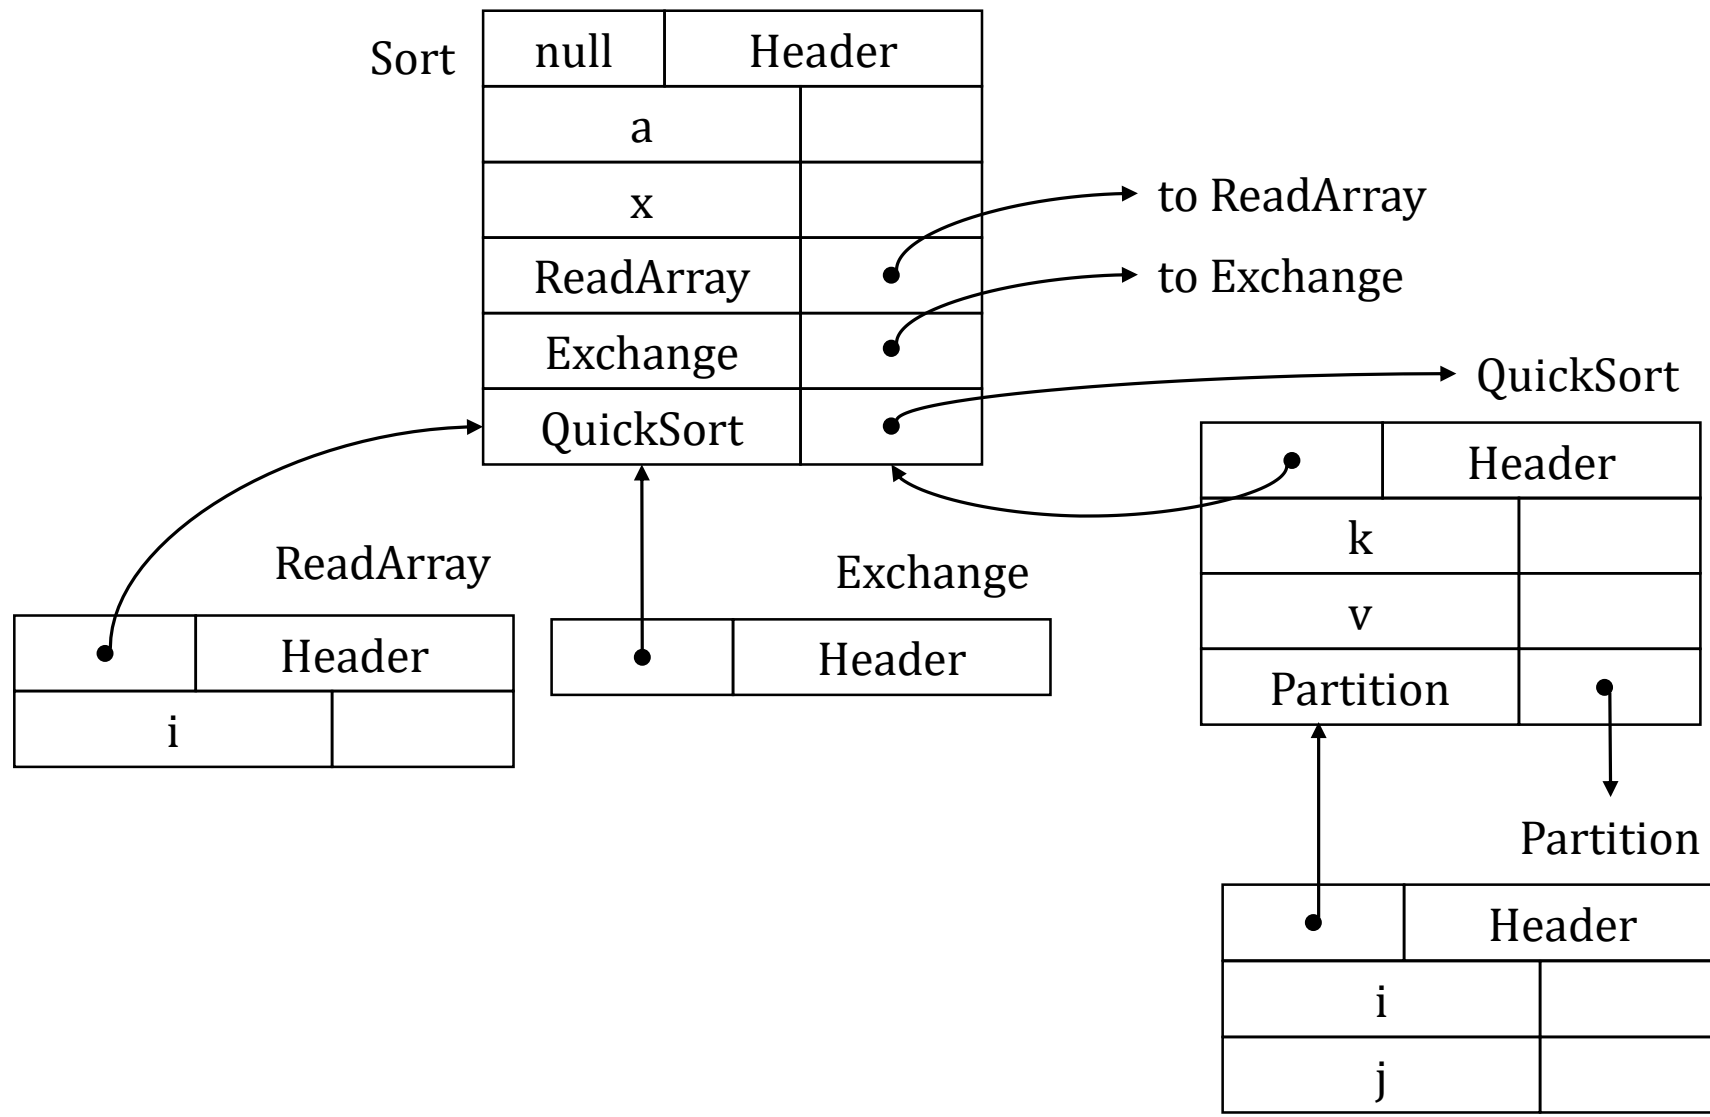 Sort
null Header
a
x
ReadArray
Exchange
QuickSort
to ReadArray
to Exchange
QuickSort
Header
k
v
Partition
ReadArray
Header
i
Exchange
Header
Partition
Header
i
j